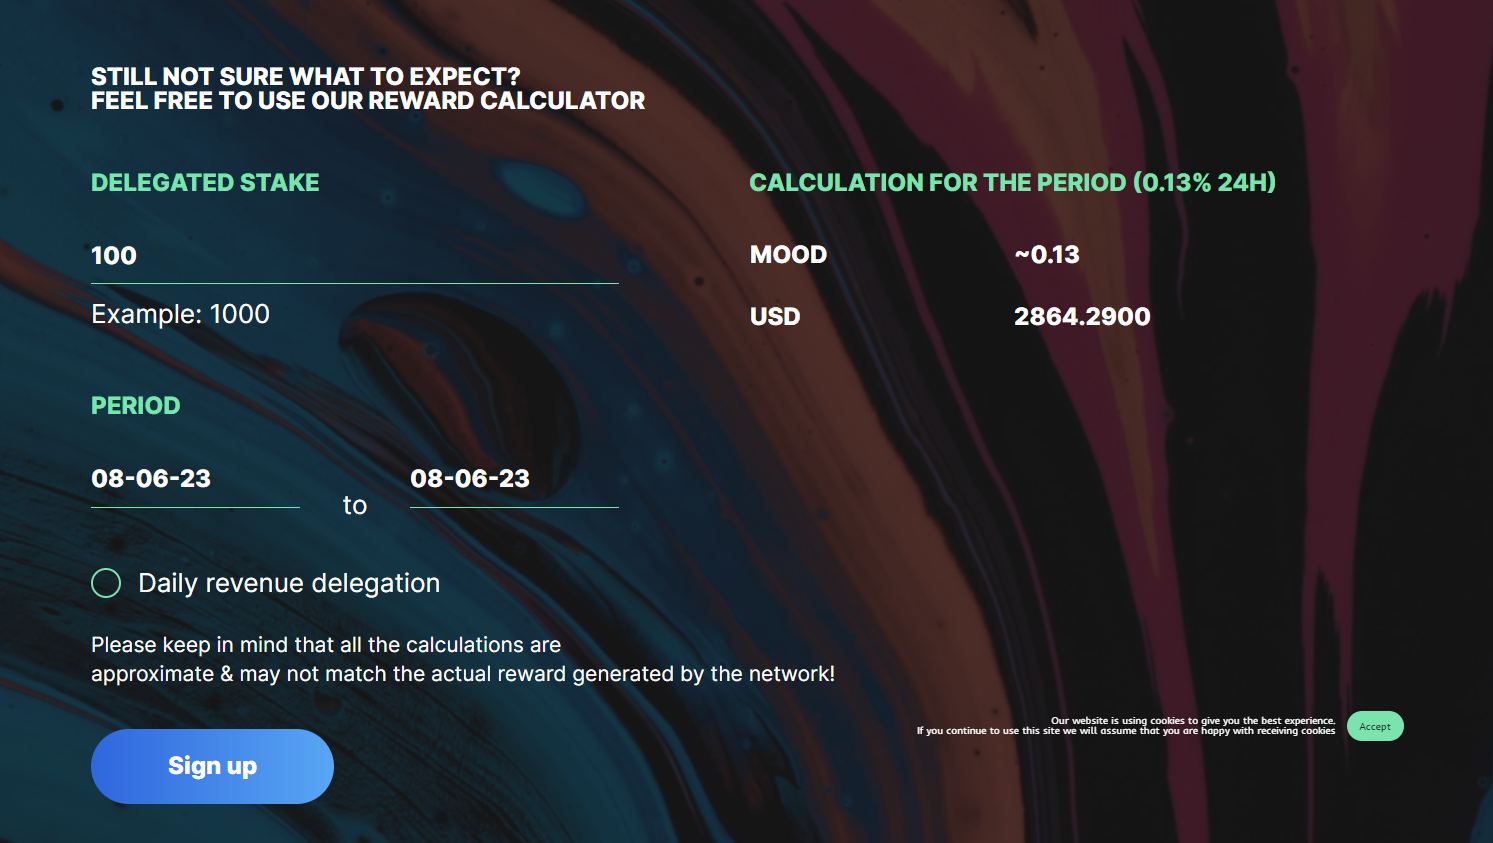 STILL NOT SURE WHAT TO EXPECT?
FEEL FREE TO USE OUR REWARD CALCULATOR
DELEGATED STAKE
100
Example: 1000
PERIOD
08-06-23
to
08-06-23
Daily revenue delegation
Please keep in mind that all the calculations are
approximate & may not match the actual reward generated by the network!
Sign up
CALCULATION FOR THE PERIOD (0.13% 24H)
MOOD ~0.13
USD 2864.2900
Our website is using cookies to give you the best experience.
If you continue to use this site we will assume that you are happy with receiving cookies
Accept